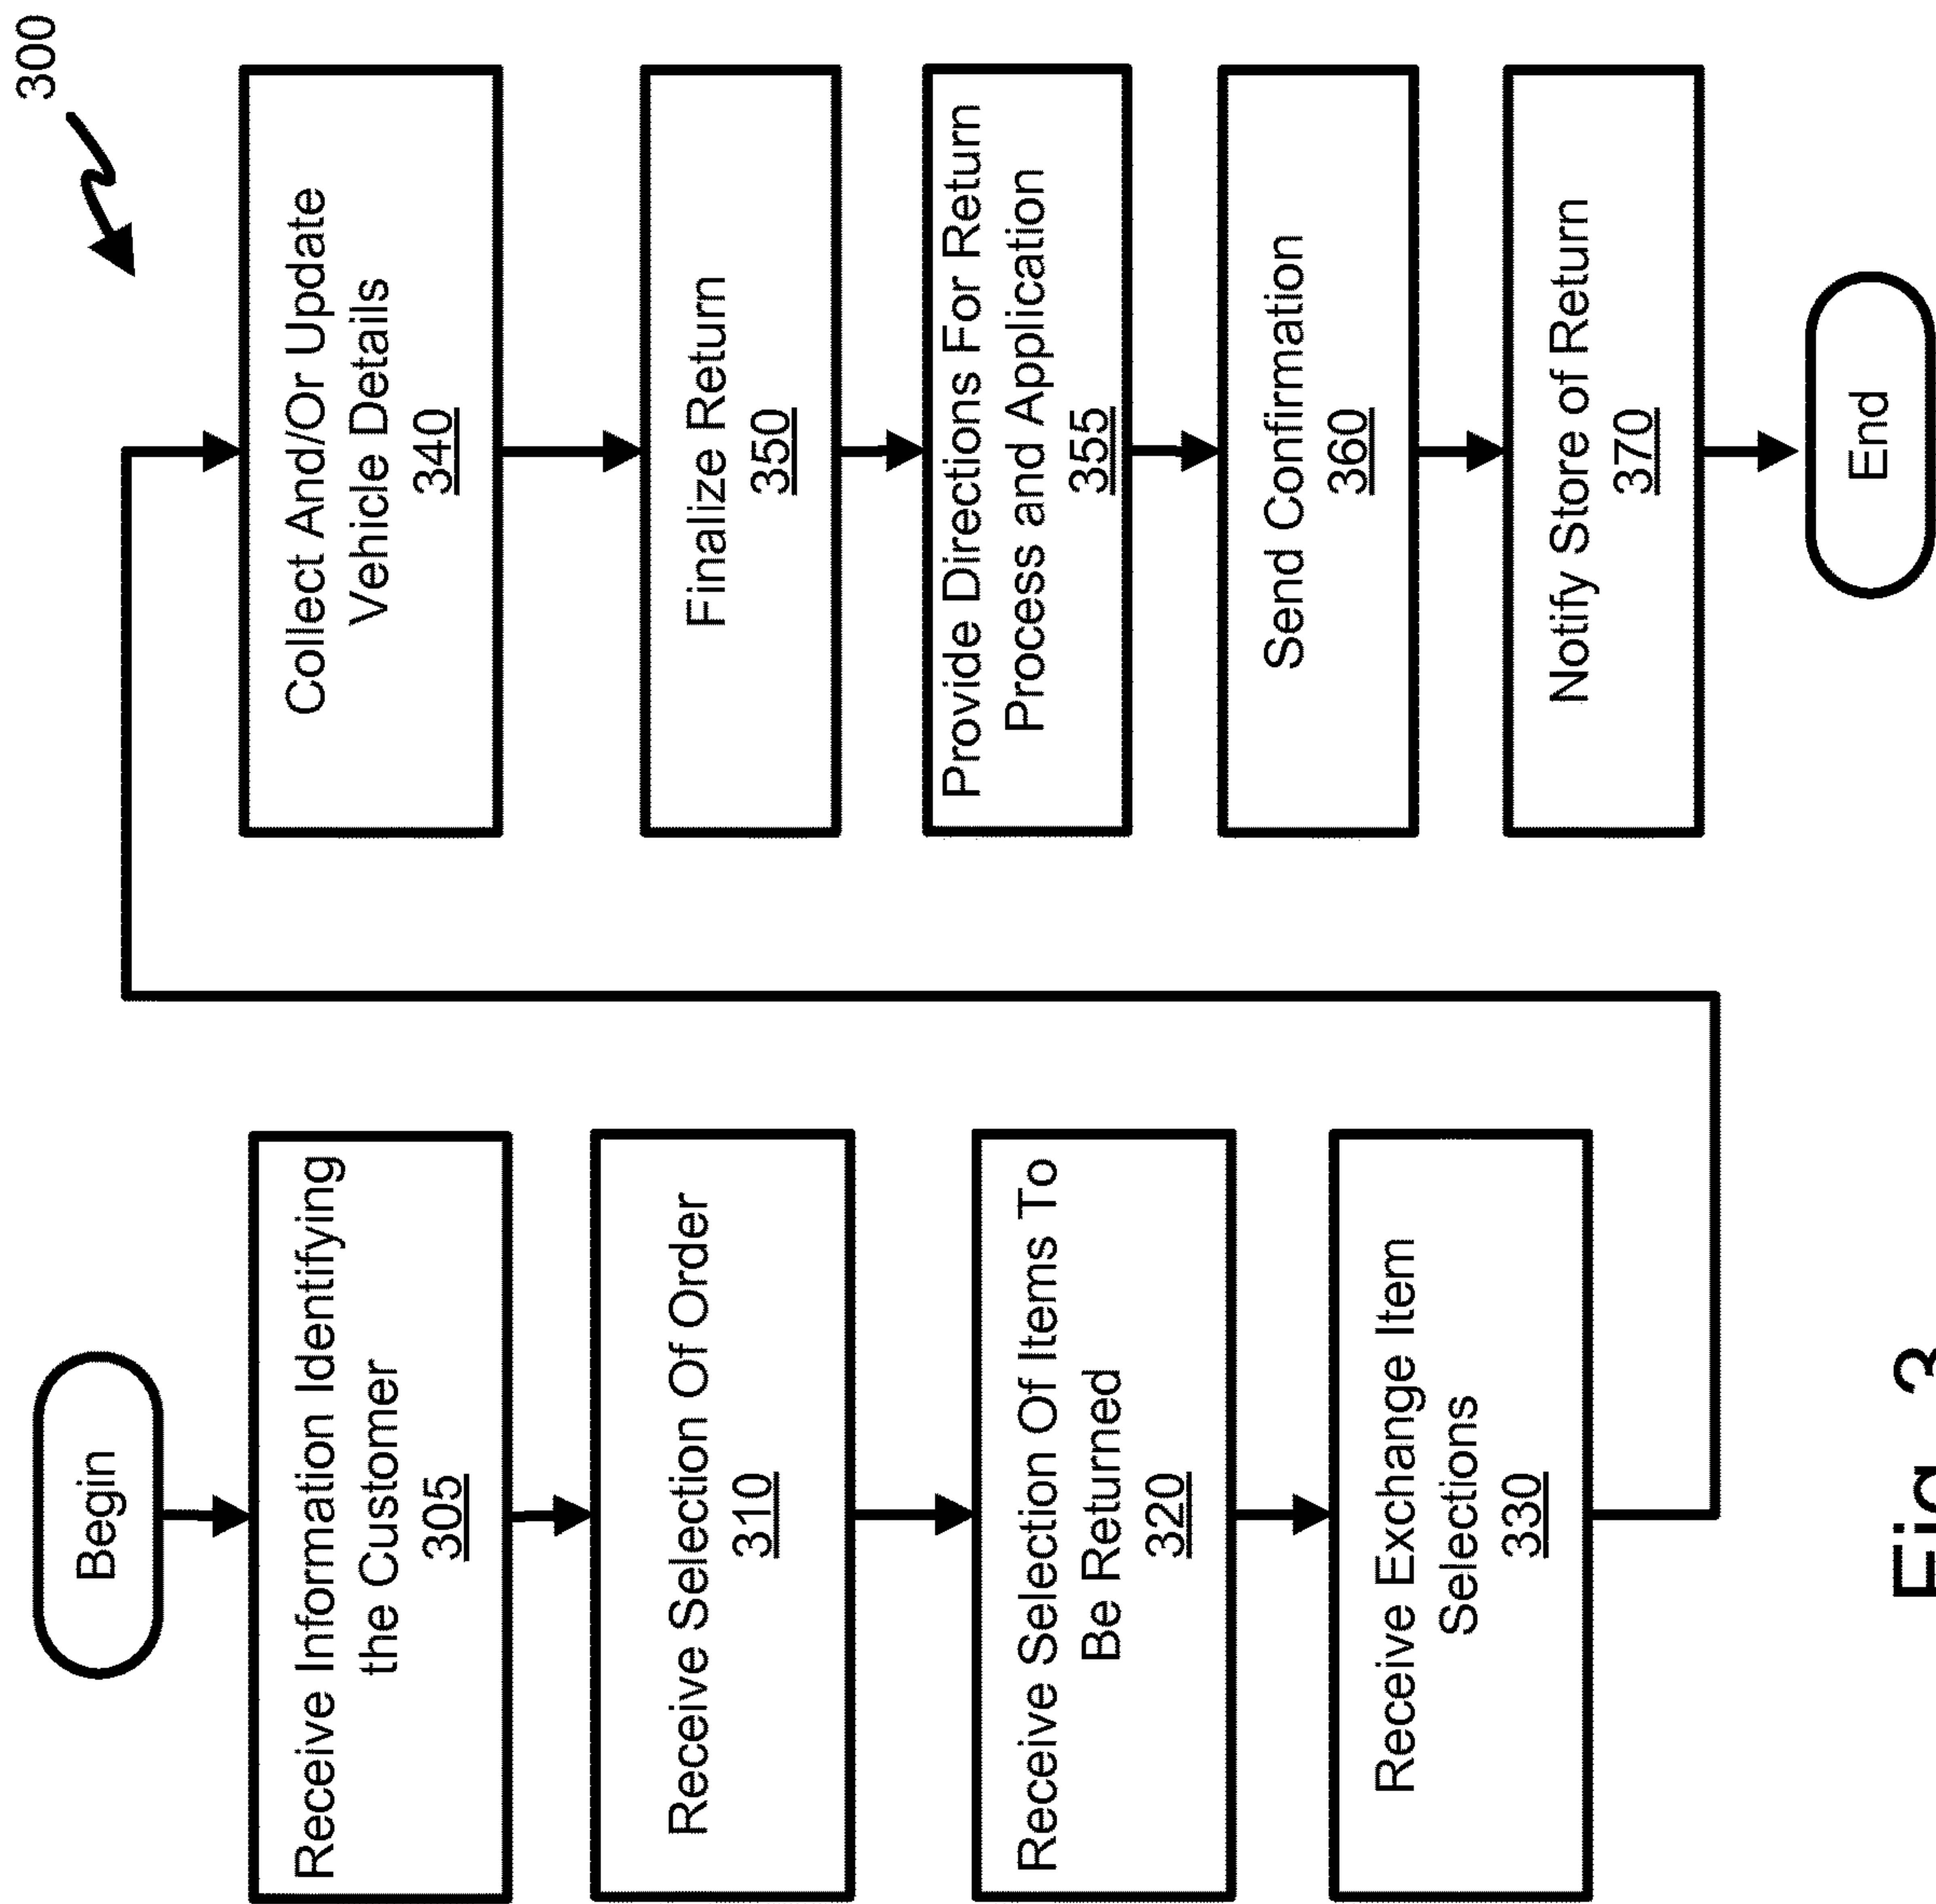 300
Begin
Receive Information Identifying
the Customer
305
Receive Selection Of Order
310
Receive Selection Of Items To
Be Returned
320
Receive Exchange Item
Selections
330
Collect And/Or Update
Vehicle Details
340
Finalize Return
350
Provide Directions For Return
Process and Application
355
Send Confirmation
360
Notify Store of Return
370
End
Fig. 3